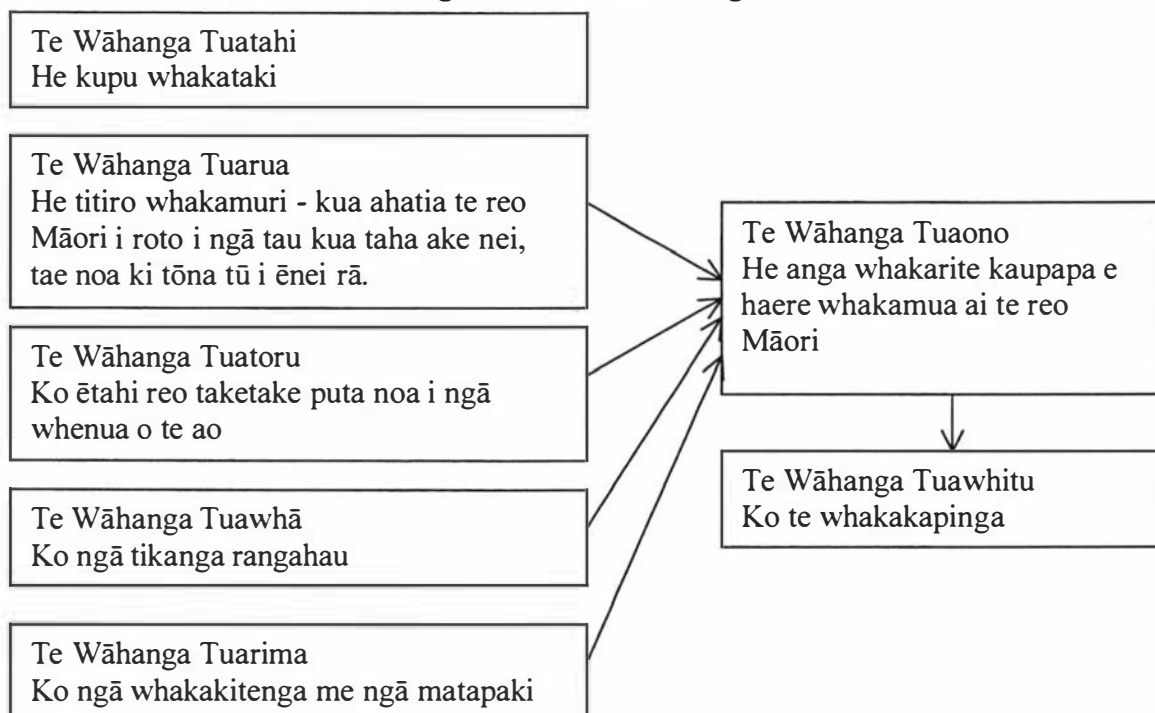 Te Wāhanga Tuatahi
He kupu whakataki
Te Wāhanga Tuarua
He titiro whakamuri - kua ahatia te reo
Māori i roto i ngā tau kua taha ake nei,
tae noa ki tōna tū i ēnei rā.
Te Wāhanga Tuatoru
Ko ētahi reo taketake puta noa i ngā
whenua o te ao
Te Wāhanga Tuawhā
Ko ngā tikanga rangahau
Te Wāhanga Tuarima
Ko ngā whakakitenga me ngā matapaki
Te Wāhanga Tuaono
He anga whakarite kaupapa e
haere whakamua ai te reo
Māori
Te Wāhanga Tuawhitu
Ko te whakakapinga